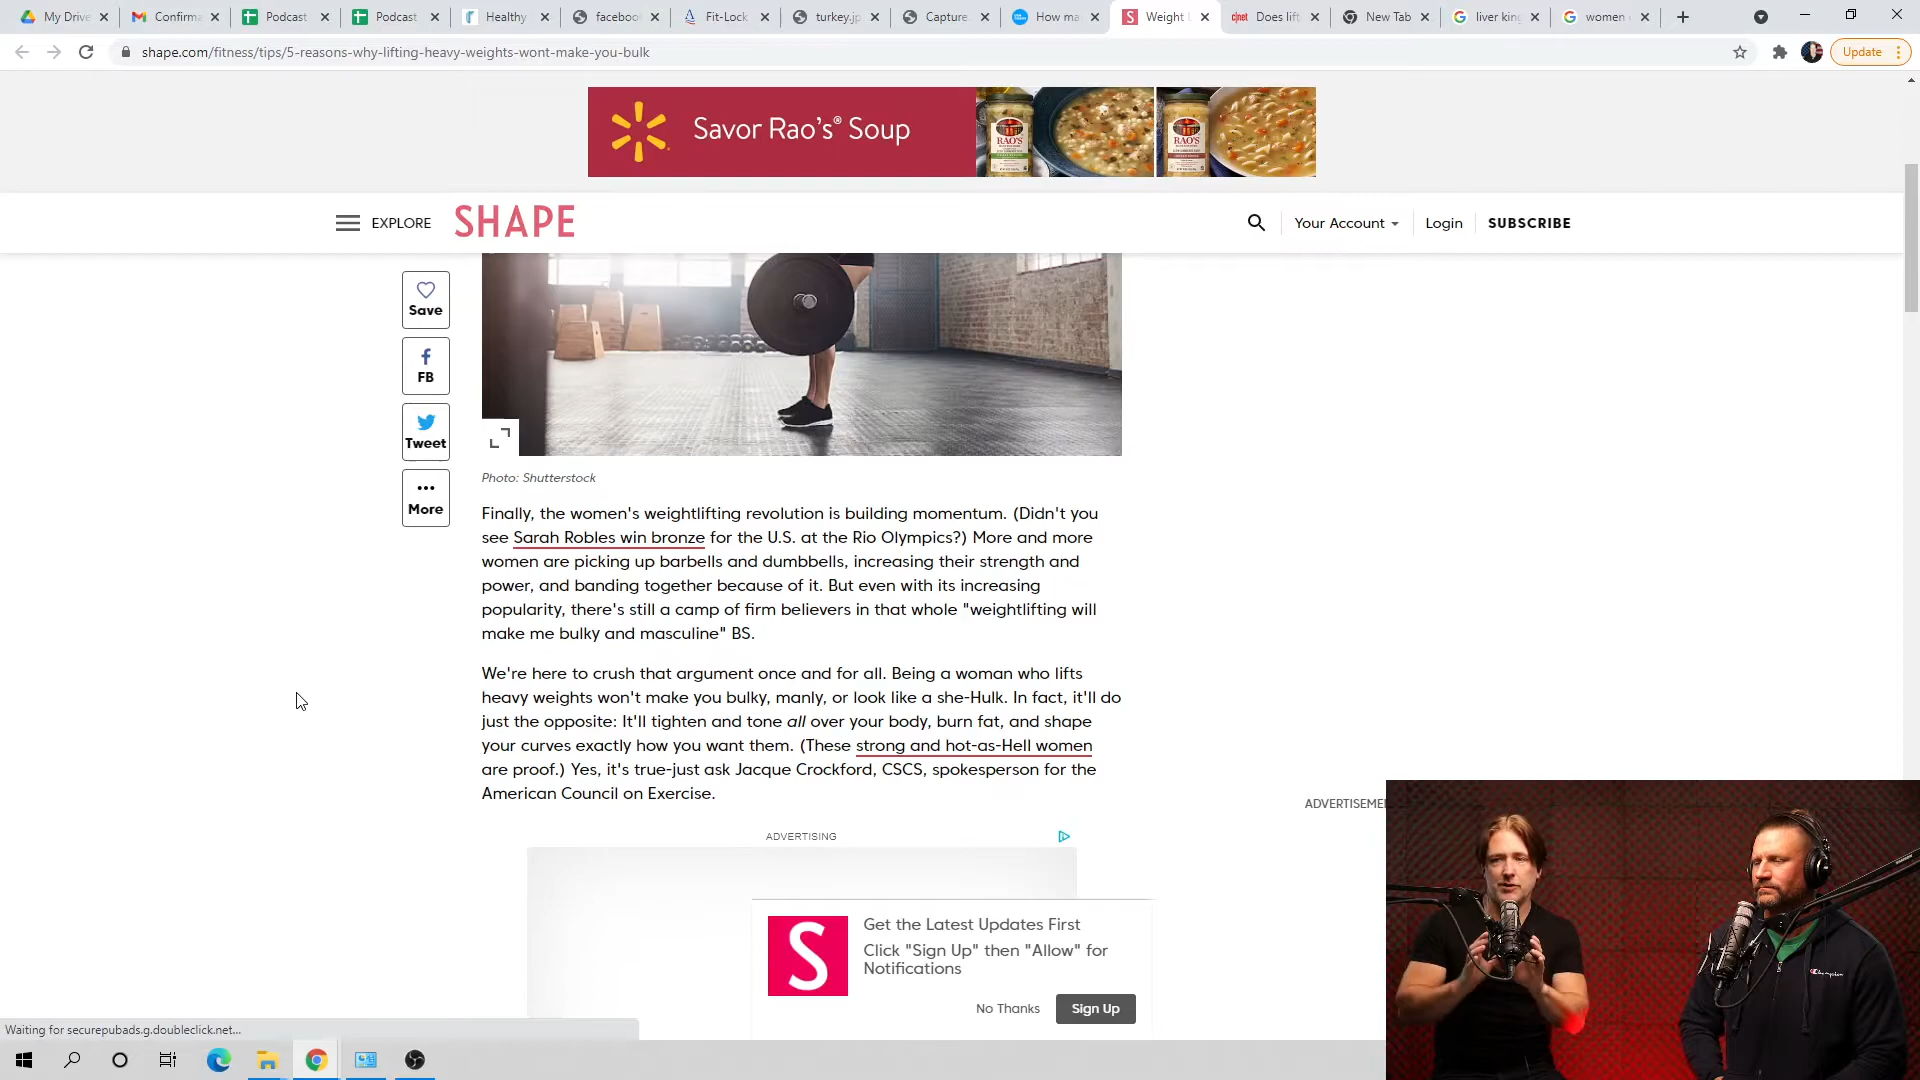 My Drive
Confirma
Podcast
Podcast
Healthy
faceboo
Fit-Lock
turkey.jp
Capture.
How ma
Weight
cnet
Does lift
New Tab
liver king
women
shape.com/fitness/tips/5-reasons-why-lifting-heavy-weights-wont-make-you-bulk
Update
Savor Rao's® Soup
RAO'S
RAO'S
EXPLORE
SHAPE
Your Account
Login
SUBSCRIBE
Save
FB
Tweet
More
Photo: Shutterstock
Finally, the women's weightlifting revolution is building momentum. (Didn't you
see Sarah Robles win bronze for the U.S. at the Rio Olympics?) More and more
women are picking up barbells and dumbbells, increasing their strength and
power, and banding together because of it. But even with its increasing
popularity, there's still a camp of firm believers in that whole "weightlifting will
make me bulky and masculine" BS.
We're here to crush that argument once and for all. Being a woman who lifts
heavy weights won't make you bulky, manly, or look like a she-Hulk. In fact, it'll do
just the opposite: It'll tighten and tone all over your body, burn fat, and shape
your curves exactly how you want them. (These strong and hot-as-Hell women
are proof.) Yes, it's true-just ask Jacque Crockford, CSCS, spokesperson for the
American Council on Exercise.
ADVERTISEMEN
ADVERTISING
S
Get the Latest Updates First
Click "Sign Up" then "Allow" for
Notifications
No Thanks
Sign Up
Waiting for securepubads.g.doubleclick.net...
Champion